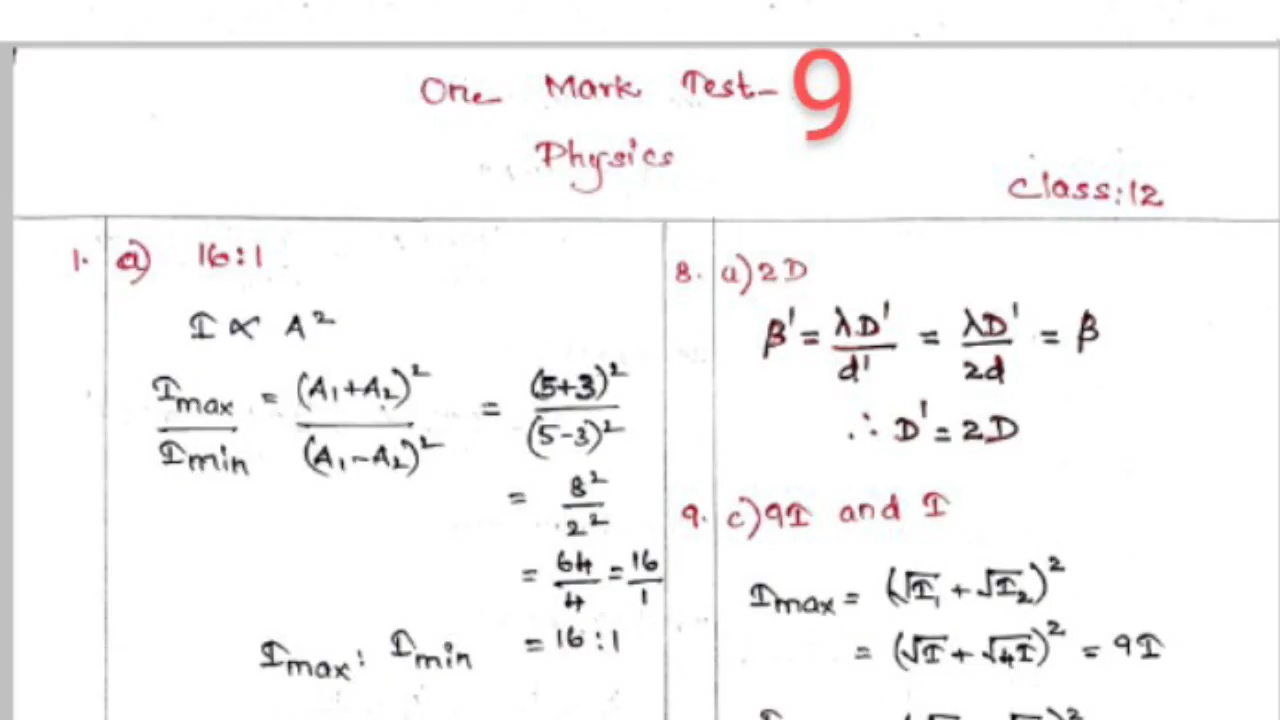 One Mark Test- 9
Physics
Class:12
1. a) 16:1
I ∝ A²
Imax/Imin = (A₁+A₂)²/(A₁-A₂)² = (5+3)²/(5-3)²
= 8²/2²
= 64/4 = 16/1
Imax : Imin = 16:1
8. a) 2D
β' = λD'/d' = λD'/2d = β
∴ D' = 2D
9. c) 9I and I
Imax = (√I₁ + √I₂)²
= (√I + √4I)² = 9I